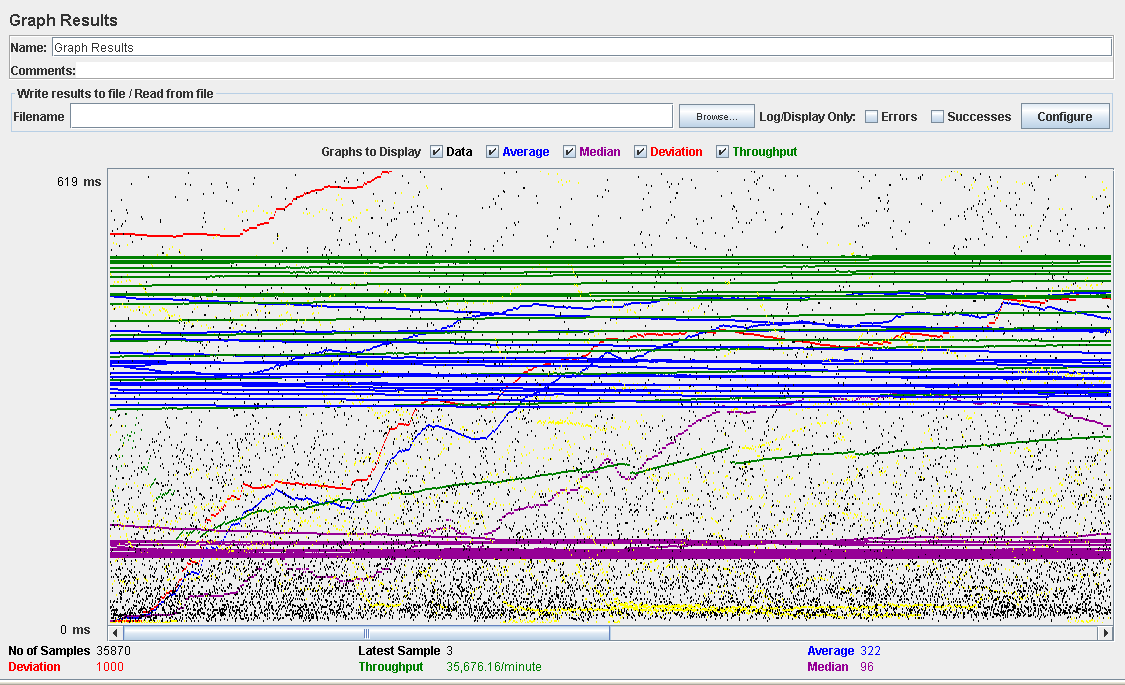 Graph Results
Name: Graph Results
Comments:
Write results to file / Read from file
Filename Browse... Log/Display Only: Errors Successes Configure
Graphs to Display Data Average Median Deviation Throughput
619 ms
0 ms
No of Samples 35870 Latest Sample 3 Average 322
Deviation 1000 Throughput 35,676.16/minute Median 96